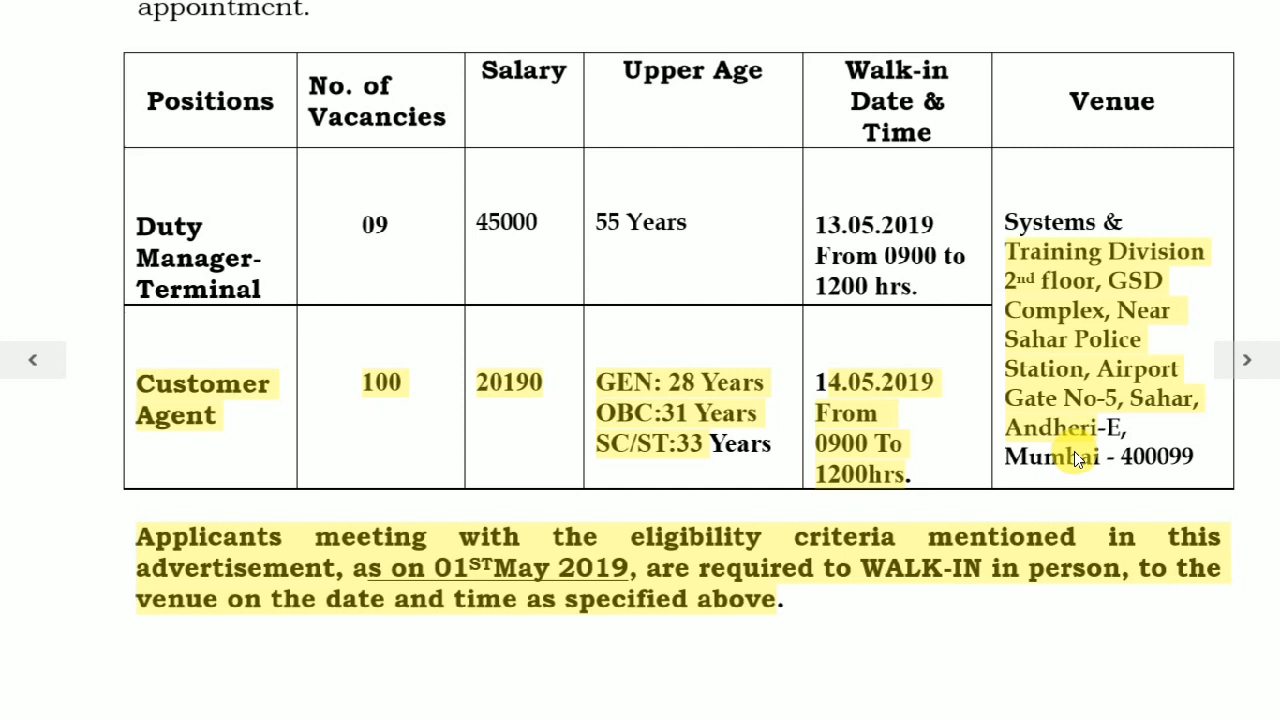 appointment.
Positions
No. of
Vacancies
Salary
Upper Age
Walk-in
Date &
Time
Venue
Duty
Manager-
Terminal
09
45000
55 Years
13.05.2019
From 0900 to
1200 hrs.
Systems &
Training Division
2nd floor, GSD
Complex, Near
Sahar Police
Station, Airport
Gate No-5, Sahar,
Andheri-E,
Mumbai - 400099
Customer
Agent
100
20190
GEN: 28 Years
OBC:31 Years
SC/ST:33 Years
14.05.2019
From
0900 To
1200hrs.
Applicants meeting with the eligibility criteria mentioned in this
advertisement, as on 01STMay 2019, are required to WALK-IN in person, to the
venue on the date and time as specified above.